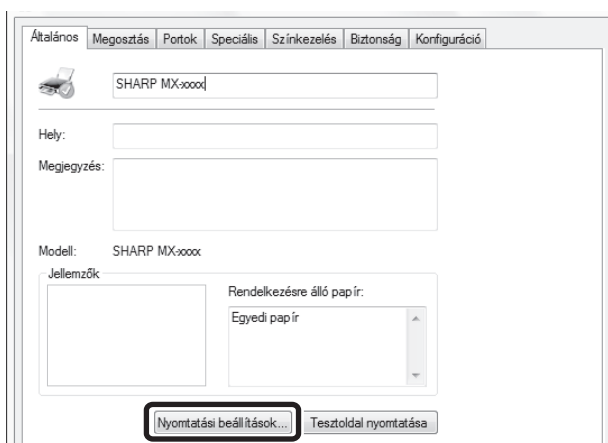 Általános Megosztás Portok Speciális Színkezelés Biztonság Konfiguráció
SHARP MX-xxxx
Hely:
Megjegyzés:
Modell: SHARP MX-xxxx
Jellemzők
Rendelkezésre álló papír:
Egyedi papír
Nyomtatási beállítások... Tesztoldal nyomtatása